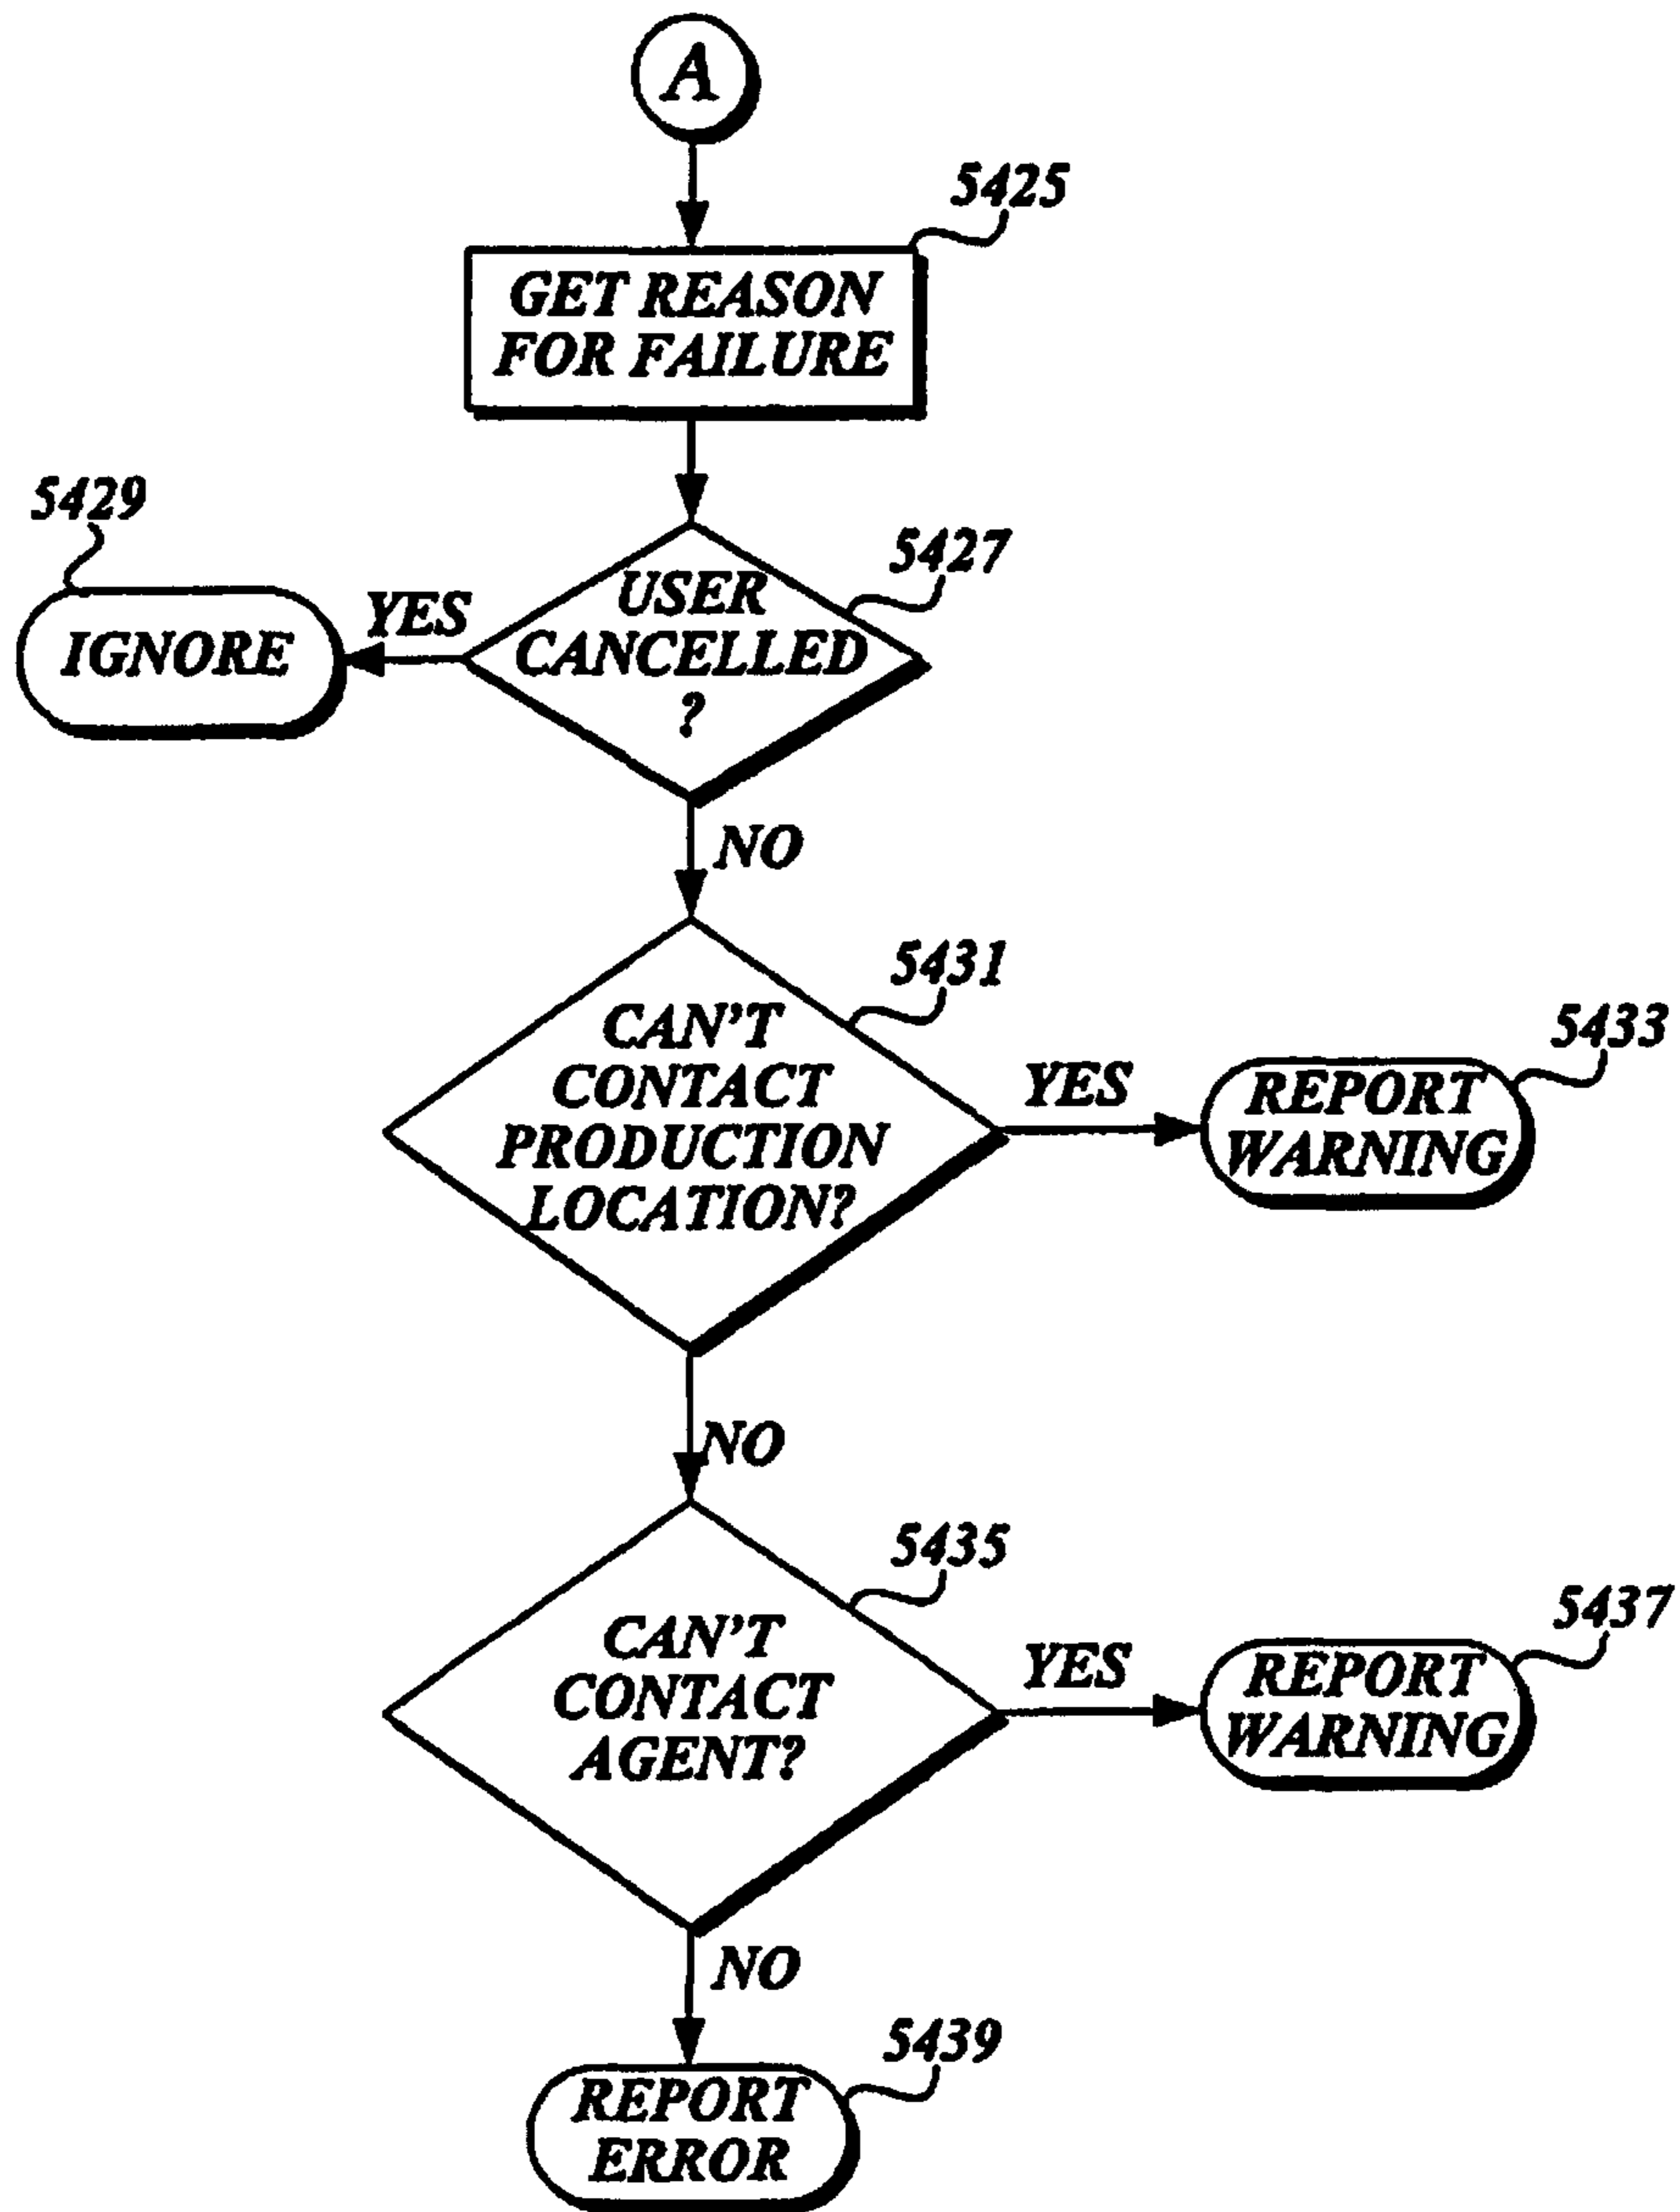 A
5425
GET REASON
FOR FAILURE
5429
5427
IGNORE
YES
USER
CANCELLED
?
NO
5431
CAN'T
CONTACT
PRODUCTION
LOCATION?
YES
5433
REPORT
WARNING
NO
5435
CAN'T
CONTACT
AGENT?
YES
5437
REPORT
WARNING
NO
5439
REPORT
ERROR